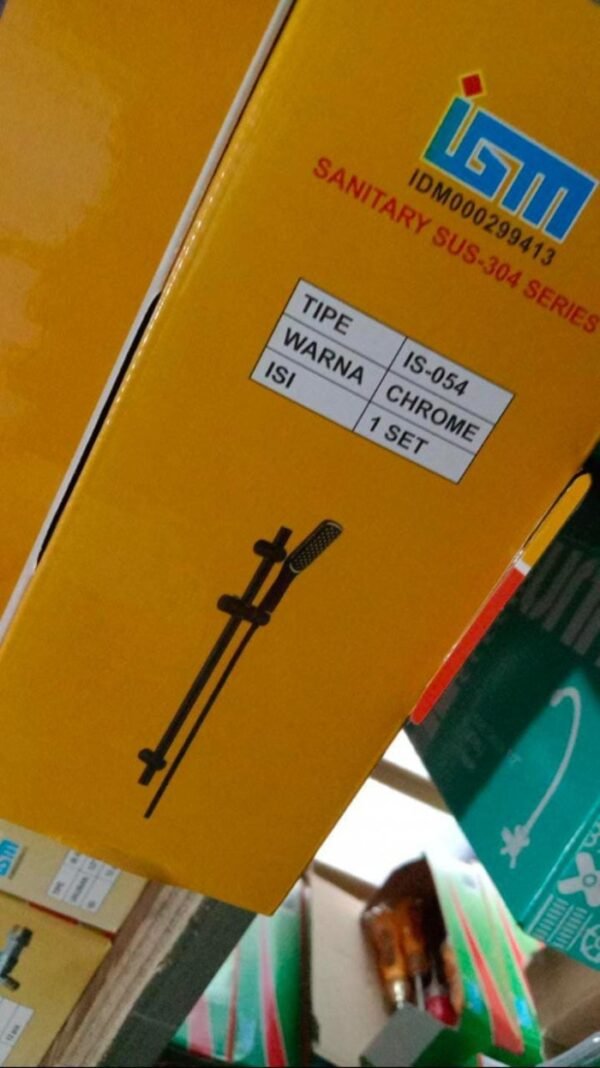 iGM
IDM000299413
SANITARY SUS-304 SERIES
TIPE IS-054
WARNA CHROME
ISI 1 SET